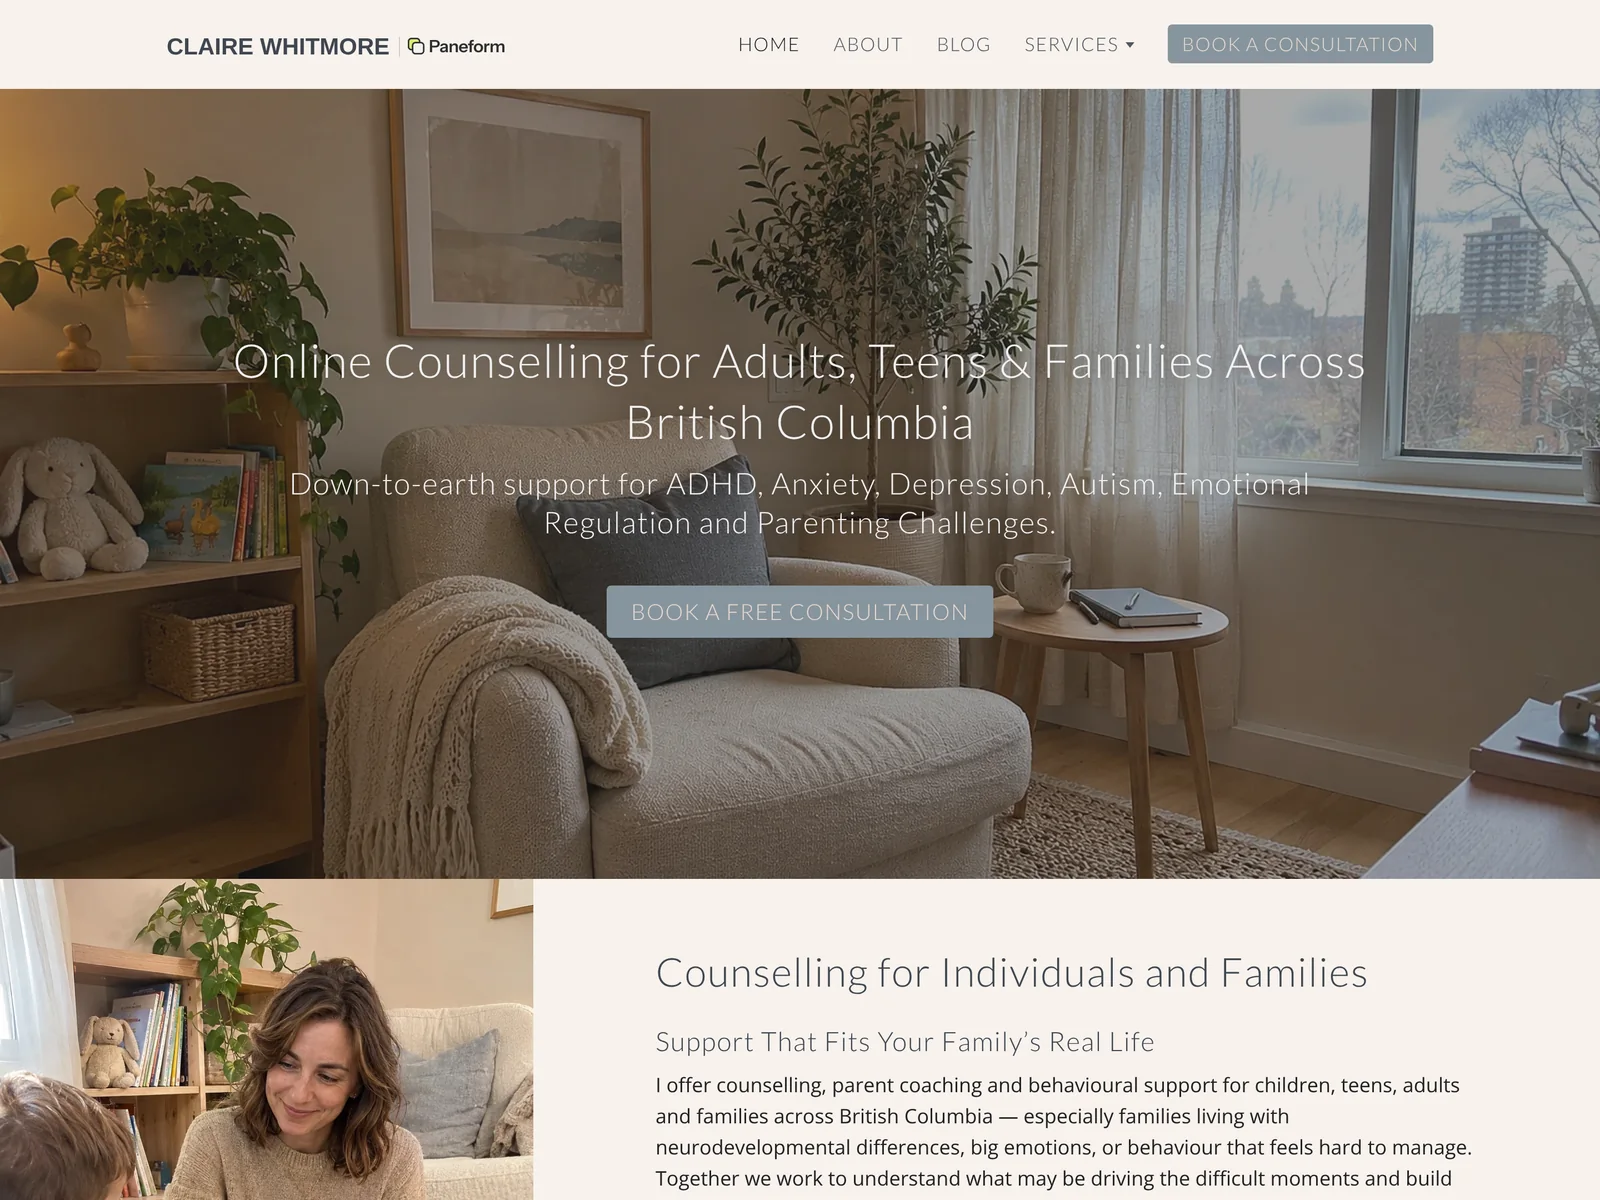 CLAIRE WHITMORE
Paneform
HOME
ABOUT
BLOG
SERVICES
BOOK A CONSULTATION
Online Counselling for Adults, Teens & Families Across
British Columbia
Down-to-earth support for ADHD, Anxiety, Depression, Autism, Emotional
Regulation and Parenting Challenges.
BOOK A FREE CONSULTATION
Counselling for Individuals and Families
Support That Fits Your Family’s Real Life
I offer counselling, parent coaching and behavioural support for children, teens, adults
and families across British Columbia — especially families living with
neurodevelopmental differences, big emotions, or behaviour that feels hard to manage.
Together we work to understand what may be driving the difficult moments and build